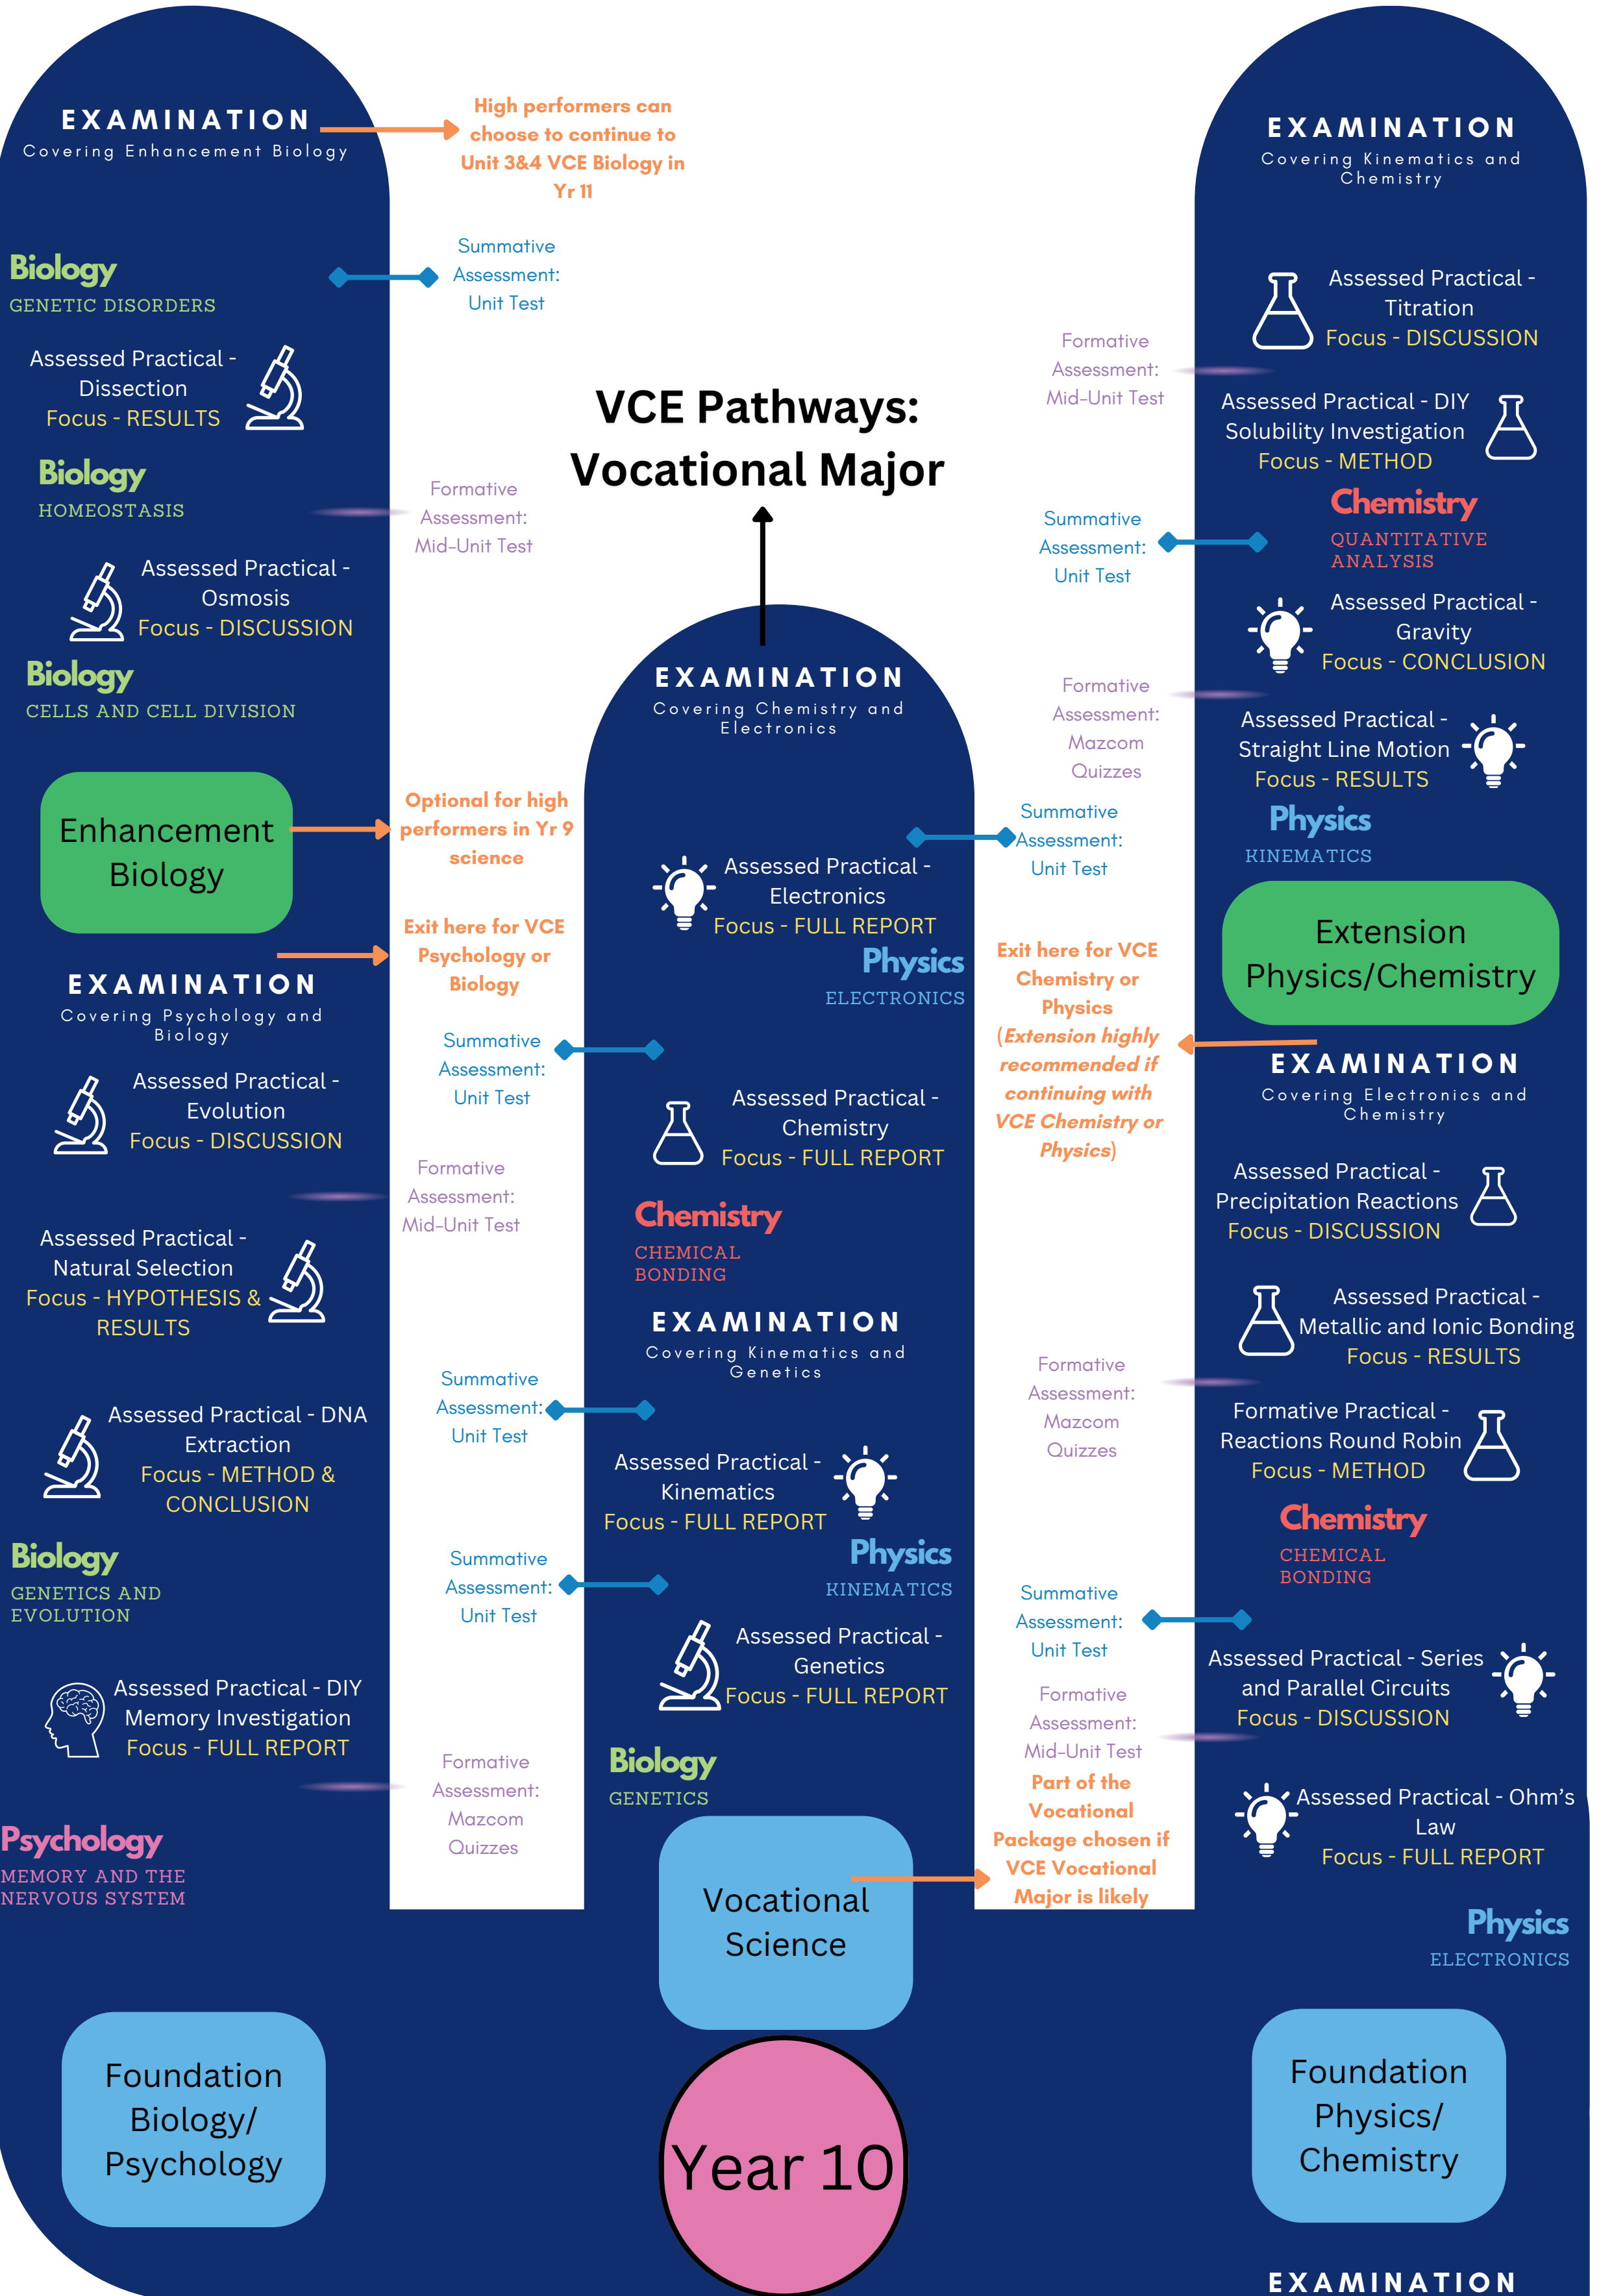 EXAMINATION
Covering Enhancement Biology
High performers can
choose to continue to
Unit 3&4 VCE Biology in
Yr 11
Biology
GENETIC DISORDERS
Summative
Assessment:
Unit Test
Assessed Practical -
Dissection
Focus - RESULTS
Biology
HOMEOSTASIS
Formative
Assessment:
Mid-Unit Test
Assessed Practical -
Osmosis
Focus - DISCUSSION
Biology
CELLS AND CELL DIVISION
Enhancement
Biology
Optional for high
performers in Yr 9
science
Exit here for VCE
Psychology or
Biology
EXAMINATION
Covering Psychology and
Biology
Assessed Practical -
Evolution
Focus - DISCUSSION
Formative
Assessment:
Mid-Unit Test
Assessed Practical -
Natural Selection
Focus - HYPOTHESIS &
RESULTS
Assessed Practical - DNA
Extraction
Focus - METHOD &
CONCLUSION
Biology
GENETICS AND
EVOLUTION
Assessed Practical - DIY
Memory Investigation
Focus - FULL REPORT
Formative
Assessment:
Mazcom
Quizzes
Psychology
MEMORY AND THE
NERVOUS SYSTEM
Foundation
Biology/
Psychology
VCE Pathways:
Vocational Major
EXAMINATION
Covering Chemistry and
Electronics
Summative
Assessment:
Unit Test
Assessed Practical -
Electronics
Focus - FULL REPORT
Physics
ELECTRONICS
Summative
Assessment:
Unit Test
Assessed Practical -
Chemistry
Focus - FULL REPORT
Chemistry
CHEMICAL
BONDING
EXAMINATION
Covering Kinematics and
Genetics
Summative
Assessment:
Unit Test
Assessed Practical -
Kinematics
Focus - FULL REPORT
Physics
KINEMATICS
Summative
Assessment:
Unit Test
Assessed Practical -
Genetics
Focus - FULL REPORT
Biology
GENETICS
Vocational
Science
Part of the
Vocational
Package chosen if
VCE Vocational
Major is likely
Year 10
EXAMINATION
Covering Kinematics and
Chemistry
Assessed Practical -
Titration
Focus - DISCUSSION
Formative
Assessment:
Mid-Unit Test
Assessed Practical - DIY
Solubility Investigation
Focus - METHOD
Chemistry
QUANTITATIVE
ANALYSIS
Summative
Assessment:
Unit Test
Assessed Practical -
Gravity
Focus - CONCLUSION
Formative
Assessment:
Mazcom
Quizzes
Assessed Practical -
Straight Line Motion
Focus - RESULTS
Physics
KINEMATICS
Extension
Physics/Chemistry
Exit here for VCE
Chemistry or
Physics
(Extension highly
recommended if
continuing with
VCE Chemistry or
Physics)
EXAMINATION
Covering Electronics and
Chemistry
Assessed Practical -
Precipitation Reactions
Focus - DISCUSSION
Assessed Practical -
Metallic and Ionic Bonding
Focus - RESULTS
Formative
Assessment:
Mazcom
Quizzes
Formative Practical -
Reactions Round Robin
Focus - METHOD
Chemistry
CHEMICAL
BONDING
Summative
Assessment:
Unit Test
Assessed Practical - Series
and Parallel Circuits
Focus - DISCUSSION
Formative
Assessment:
Mid-Unit Test
Assessed Practical - Ohm's
Law
Focus - FULL REPORT
Physics
ELECTRONICS
Foundation
Physics/
Chemistry
EXAMINATION